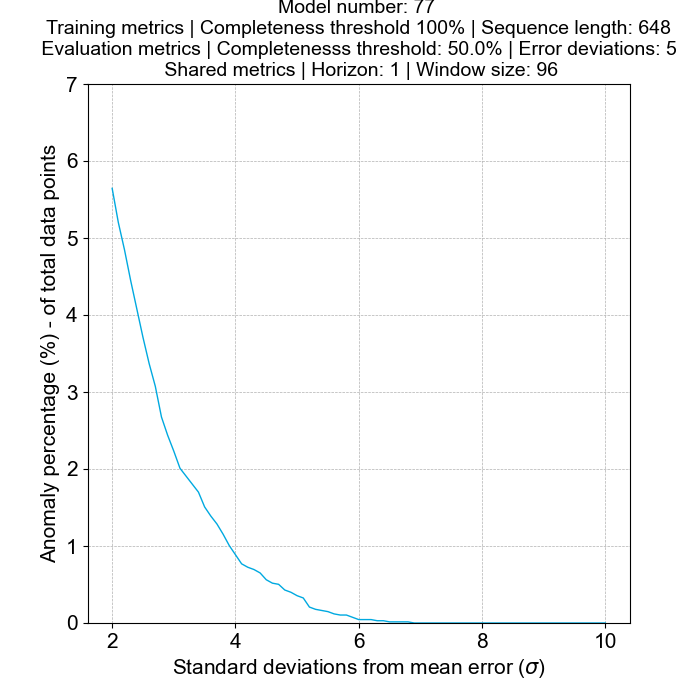 Model number: 77
Training metrics | Completeness threshold 100% | Sequence length: 648
Evaluation metrics | Completenesss threshold: 50.0% | Error deviations: 5
Shared metrics | Horizon: 1 | Window size: 96
Anomaly percentage (%) - of total data points
7
6
5
4
3
2
1
0
2 4 6 8 10
Standard deviations from mean error (σ)